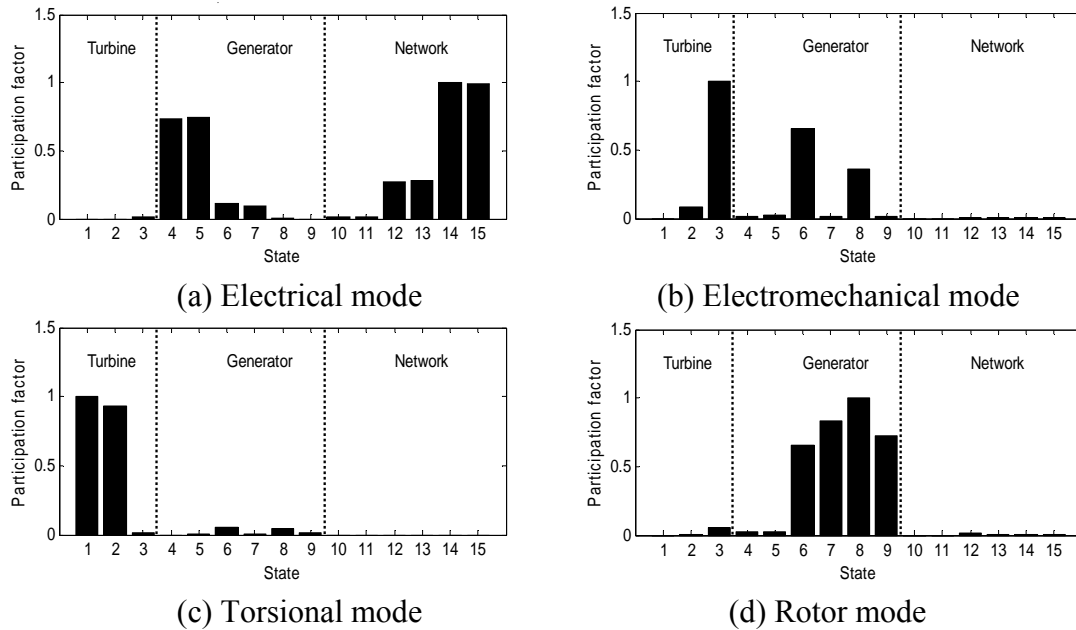 1.5
Turbine Generator Network
1
0.5
0
Participation factor
1 2 3 4 5 6 7 8 9 10 11 12 13 14 15
State
(a) Electrical mode
1.5
Turbine Generator Network
1
0.5
0
Participation factor
1 2 3 4 5 6 7 8 9 10 11 12 13 14 15
State
(b) Electromechanical mode
1.5
Turbine Generator Network
1
0.5
0
Participation factor
1 2 3 4 5 6 7 8 9 10 11 12 13 14 15
State
(c) Torsional mode
1.5
Turbine Generator Network
1
0.5
0
Participation factor
1 2 3 4 5 6 7 8 9 10 11 12 13 14 15
State
(d) Rotor mode